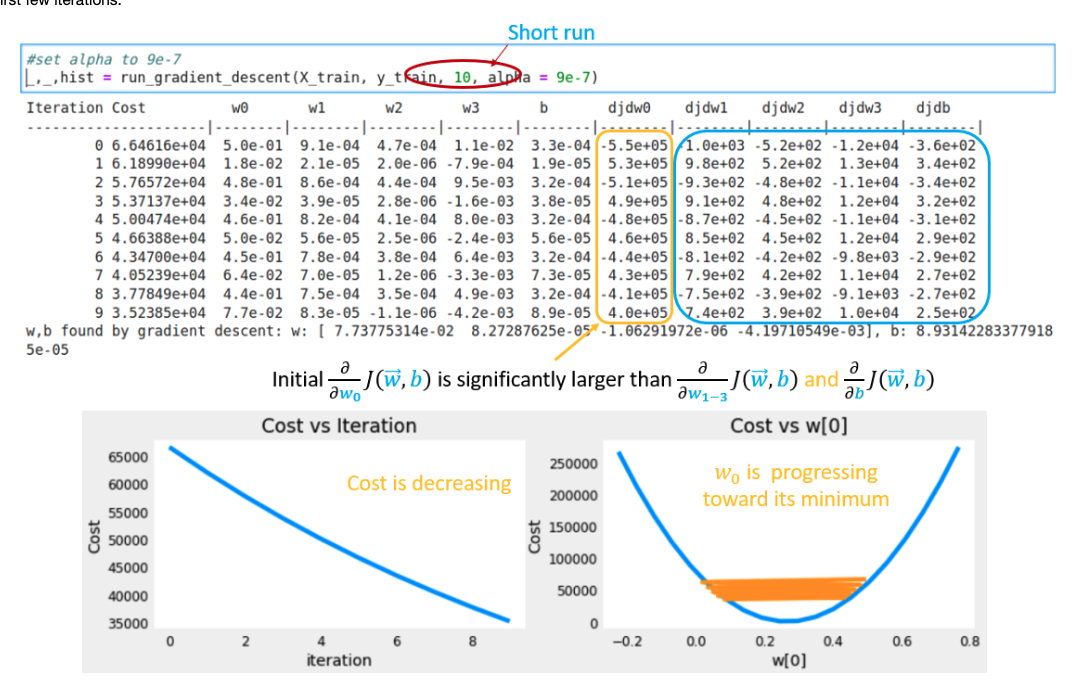 first few iterations:
Short run
#set alpha to 9e-7
_,_,hist = run_gradient_descent(X_train, y_train, 10, alpha = 9e-7)
Iteration Cost w0 w1 w2 w3 b djdw0 djdw1 djdw2 djdw3 djdb
---------------------|--------|--------|--------|--------|--------|--------|--------|--------|--------|--------|
0 6.64616e+04 5.0e-01 9.1e-04 4.7e-04 1.1e-02 3.3e-04 -5.5e+05 -1.0e+03 -5.2e+02 -1.2e+04 -3.6e+02
1 6.18990e+04 1.8e-02 2.1e-05 2.0e-06 -7.9e-04 1.9e-05 5.3e+05 9.8e+02 5.2e+02 1.3e+04 3.4e+02
2 5.76572e+04 4.8e-01 8.6e-04 4.4e-04 9.5e-03 3.2e-04 -5.1e+05 -9.3e+02 -4.8e+02 -1.1e+04 -3.4e+02
3 5.37137e+04 3.4e-02 3.9e-05 2.8e-06 -1.6e-03 3.8e-05 4.9e+05 9.1e+02 4.8e+02 1.2e+04 3.2e+02
4 5.00474e+04 4.6e-01 8.2e-04 4.1e-04 8.0e-03 3.2e-04 -4.8e+05 -8.7e+02 -4.5e+02 -1.1e+04 -3.1e+02
5 4.66388e+04 5.0e-02 5.6e-05 2.5e-06 -2.4e-03 5.6e-05 4.6e+05 8.5e+02 4.5e+02 1.2e+04 2.9e+02
6 4.34700e+04 4.5e-01 7.8e-04 3.8e-04 6.4e-03 3.2e-04 -4.4e+05 -8.1e+02 -4.2e+02 -9.8e+03 -2.9e+02
7 4.05239e+04 6.4e-02 7.0e-05 1.2e-06 -3.3e-03 7.3e-05 4.3e+05 7.9e+02 4.2e+02 1.1e+04 2.7e+02
8 3.77849e+04 4.4e-01 7.5e-04 3.5e-04 4.9e-03 3.2e-04 -4.1e+05 -7.5e+02 -3.9e+02 -9.1e+03 -2.7e+02
9 3.52385e+04 7.7e-02 8.3e-05 -1.1e-06 -4.2e-03 8.9e-05 4.0e+05 7.4e+02 3.9e+02 1.0e+04 2.5e+02
w,b found by gradient descent: w: [ 7.73775314e-02 8.27287625e-05 -1.06291972e-06 -4.19710549e-03], b: 8.93142283377918
5e-05
Initial ∂/∂w₀ J(w⃗, b) is significantly larger than ∂/∂w₁₋₃ J(w⃗, b) and ∂/∂b J(w⃗, b)
Cost vs Iteration
65000
60000
55000
50000
45000
40000
35000
Cost
Cost is decreasing
0 2 4 6 8
iteration
Cost vs w[0]
250000
200000
150000
100000
50000
0
Cost
w₀ is progressing
toward its minimum
−0.2 0.0 0.2 0.4 0.6 0.8
w[0]